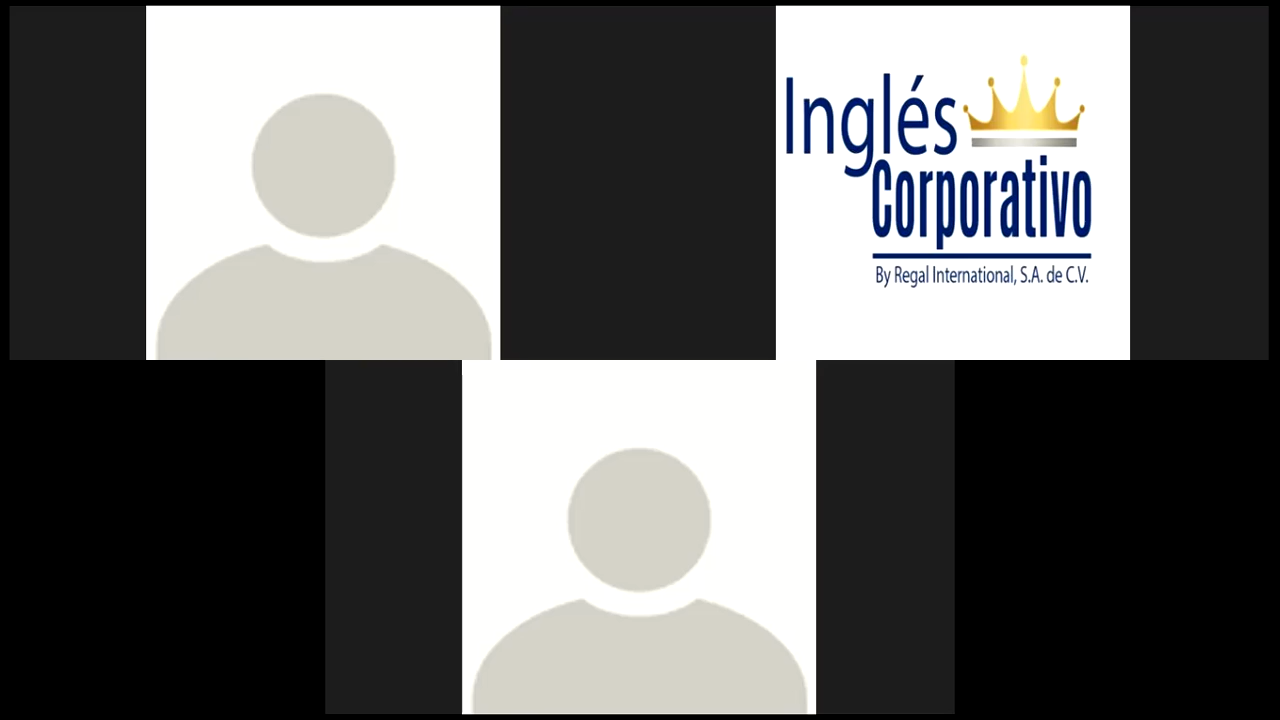 Inglés
Corporativo
By Regal International, S.A. de C.V.